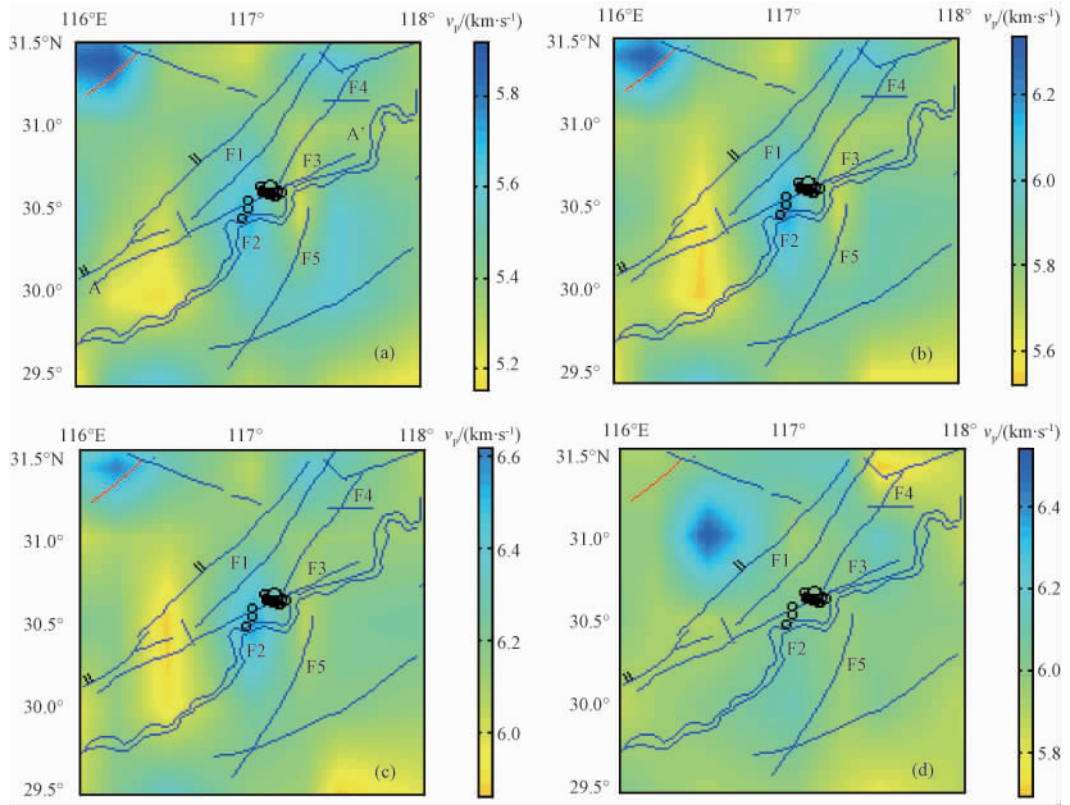 116°E 117° 118° vₚ/(km·s⁻¹)
31.5°N
31.0°
30.5°
30.0°
29.5°
F1
F2
F3
F4
F5
A
A'
(a)
5.8
5.6
5.4
5.2
116°E 117° 118° vₚ/(km·s⁻¹)
31.5°N
31.0°
30.5°
30.0°
29.5°
F1
F2
F3
F4
F5
(b)
6.2
6.0
5.8
5.6
116°E 117° 118° vₚ/(km·s⁻¹)
31.5°N
31.0°
30.5°
30.0°
29.5°
F1
F2
F3
F4
F5
(c)
6.6
6.4
6.2
6.0
116°E 117° 118° vₚ/(km·s⁻¹)
31.5°N
31.0°
30.5°
30.0°
29.5°
F1
F2
F3
F4
F5
(d)
6.4
6.2
6.0
5.8